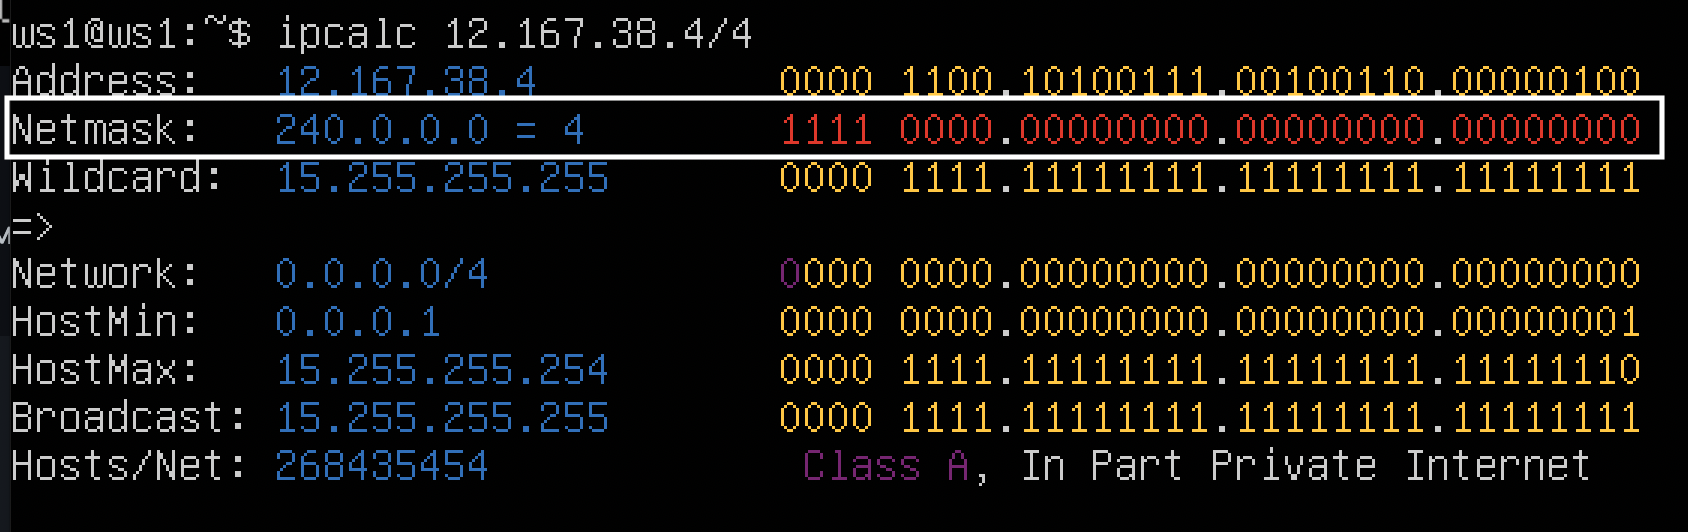 ws1@ws1:~$ ipcalc 12.167.38.4/4
Address:   12.167.38.4          0000 1100.10100111.00100110.00000100
Netmask:   240.0.0.0 = 4        1111 0000.00000000.00000000.00000000
Wildcard:  15.255.255.255       0000 1111.11111111.11111111.11111111
=>
Network:   0.0.0.0/4            0000 0000.00000000.00000000.00000000
HostMin:   0.0.0.1              0000 0000.00000000.00000000.00000001
HostMax:   15.255.255.254       0000 1111.11111111.11111111.11111110
Broadcast: 15.255.255.255       0000 1111.11111111.11111111.11111111
Hosts/Net: 268435454             Class A, In Part Private Internet